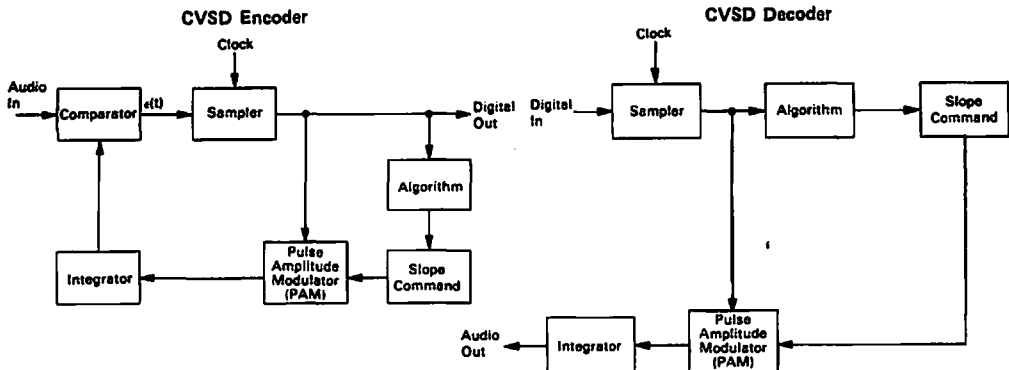 CVSD Encoder
Clock
Audio
In
Comparator
ϵ(t)
Sampler
Digital
Out
Algorithm
Integrator
Pulse
Amplitude
Modulator
(PAM)
Slope
Command
CVSD Decoder
Clock
Digital
In
Sampler
Algorithm
Slope
Command
Audio
Out
Integrator
Pulse
Amplitude
Modulator
(PAM)